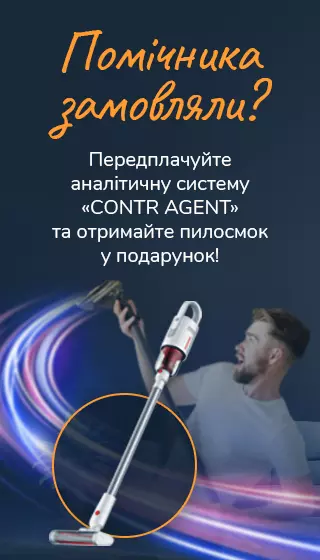 Помічника
замовляли?
Передплачуйте
аналітичну систему
«CONTR AGENT»
та отримайте пилосмок
у подарунок!